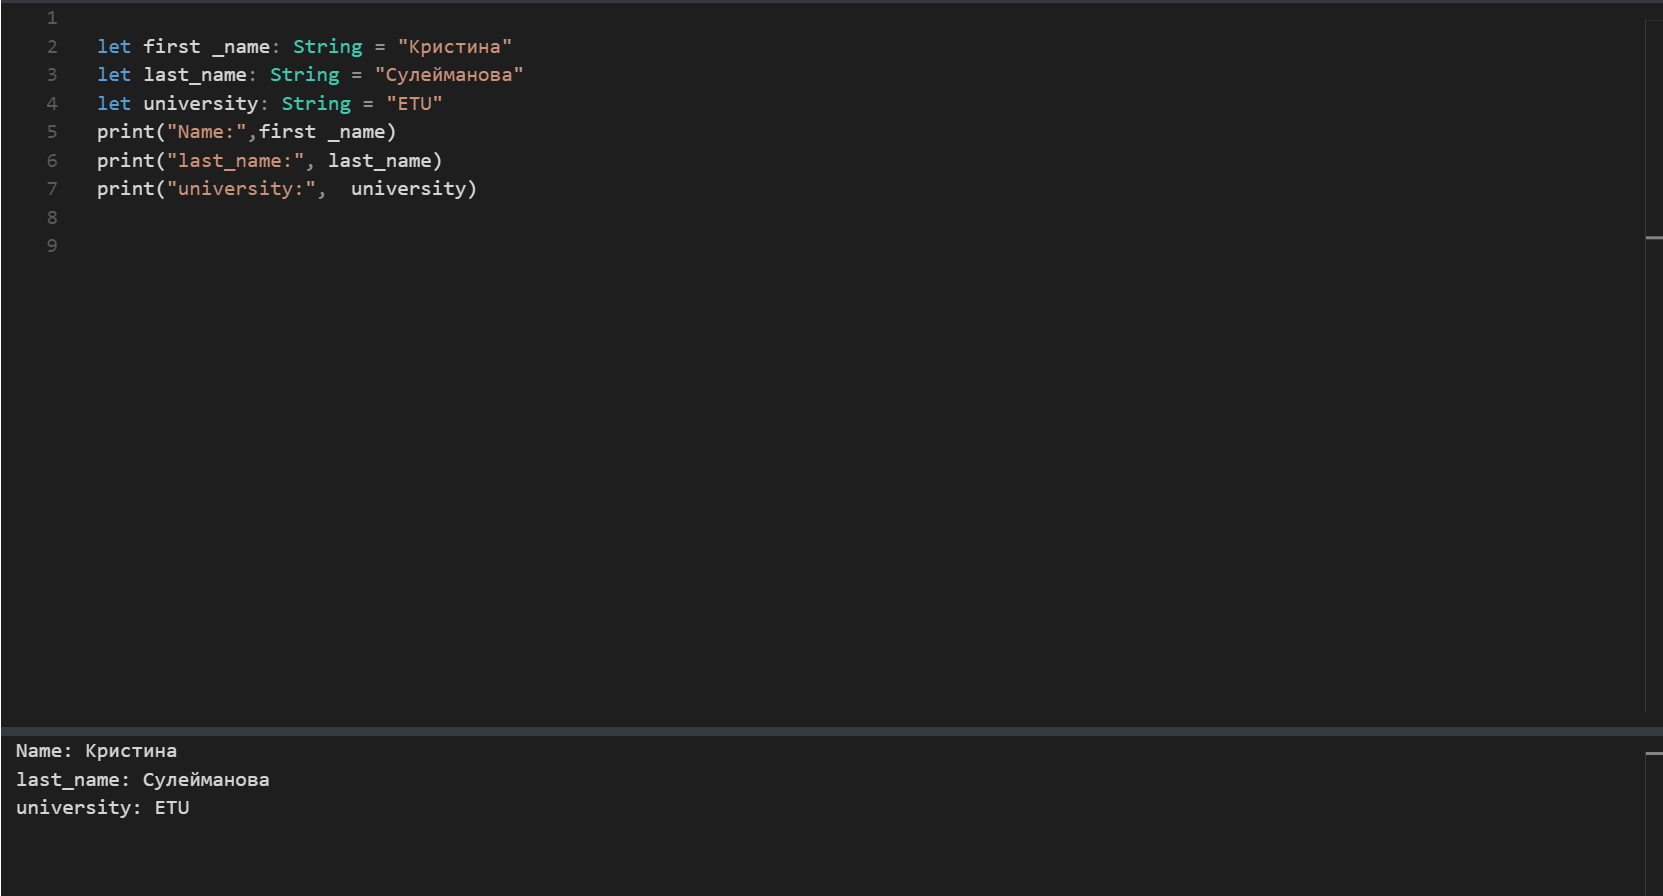 1
2 let first _name: String = "Кристина"
3 let last_name: String = "Сулейманова"
4 let university: String = "ETU"
5 print("Name:",first _name)
6 print("last_name:", last_name)
7 print("university:",  university)
8
9
Name: Кристина
last_name: Сулейманова
university: ETU